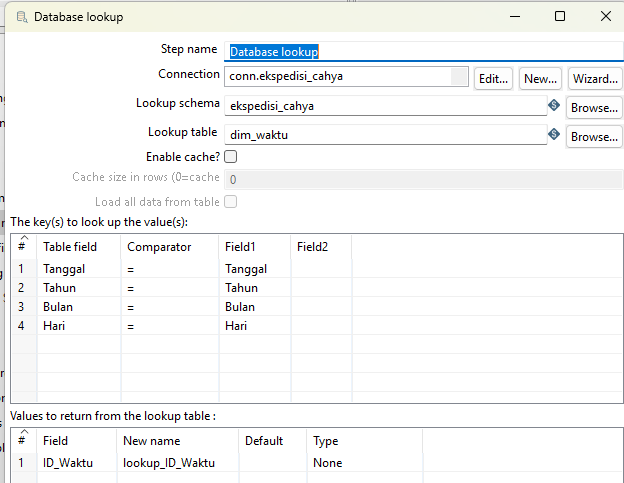 Database lookup
Step name Database lookup
Connection conn.ekspedisi_cahya Edit... New... Wizard...
Lookup schema ekspedisi_cahya Browse...
Lookup table dim_waktu Browse...
Enable cache?
Cache size in rows (0=cache 0
Load all data from table
The key(s) to look up the value(s):
# Table field Comparator Field1 Field2
1 Tanggal = Tanggal
2 Tahun = Tahun
3 Bulan = Bulan
4 Hari = Hari
Values to return from the lookup table :
# Field New name Default Type
1 ID_Waktu lookup_ID_Waktu None